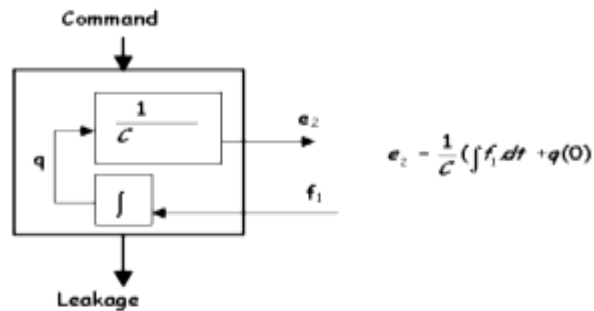 Command
1
C
e₂
q
f₁
∫
Leakage
e₂ = 1/C (∫f₁ dt + q(0)